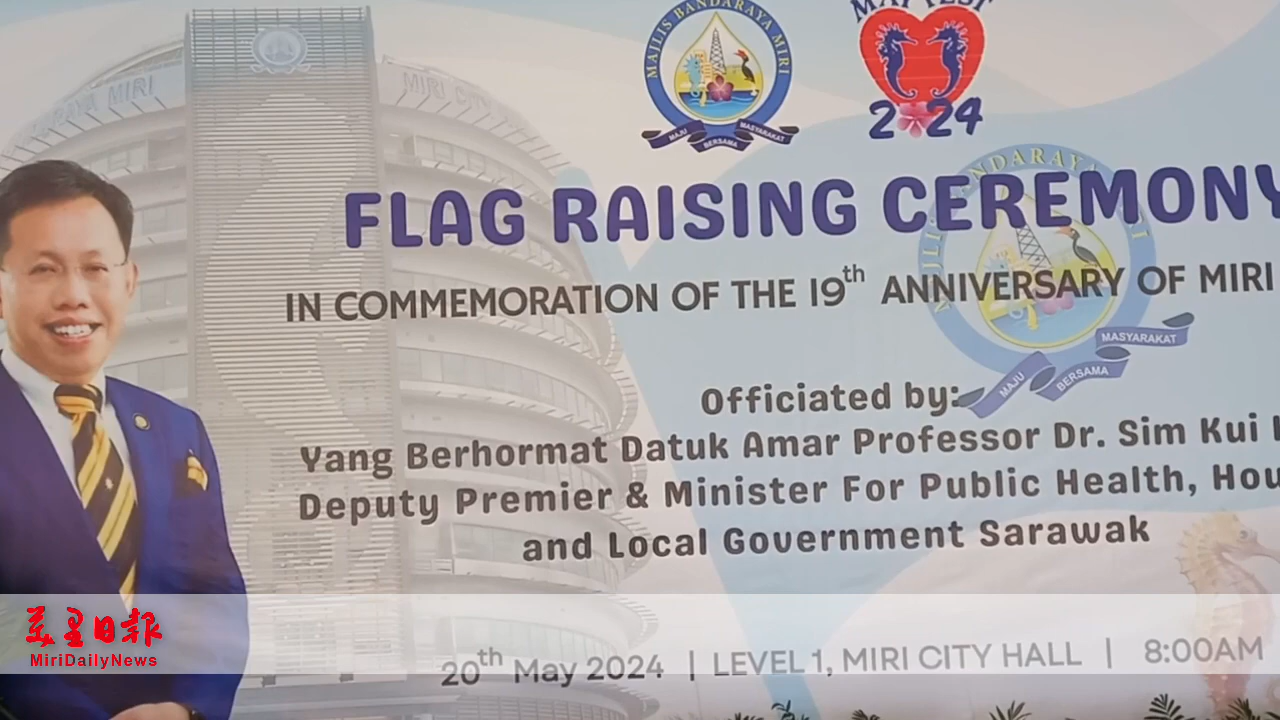 MAJLIS BANDARAYA MIRI
MAJU BERSAMA MASYARAKAT
MAY FEST
2024
MIRI
FLAG RAISING CEREMONY
IN COMMEMORATION OF THE 19th ANNIVERSARY OF MIRI
MAJU BERSAMA MASYARAKAT
Officiated by:
Yang Berhormat Datuk Amar Professor Dr. Sim Kui
Deputy Premier & Minister For Public Health,
and Local Government Sarawak
美里日報
MiriDailyNews
20th May 2024 | LEVEL 1, MIRI CITY HALL | 8:00AM